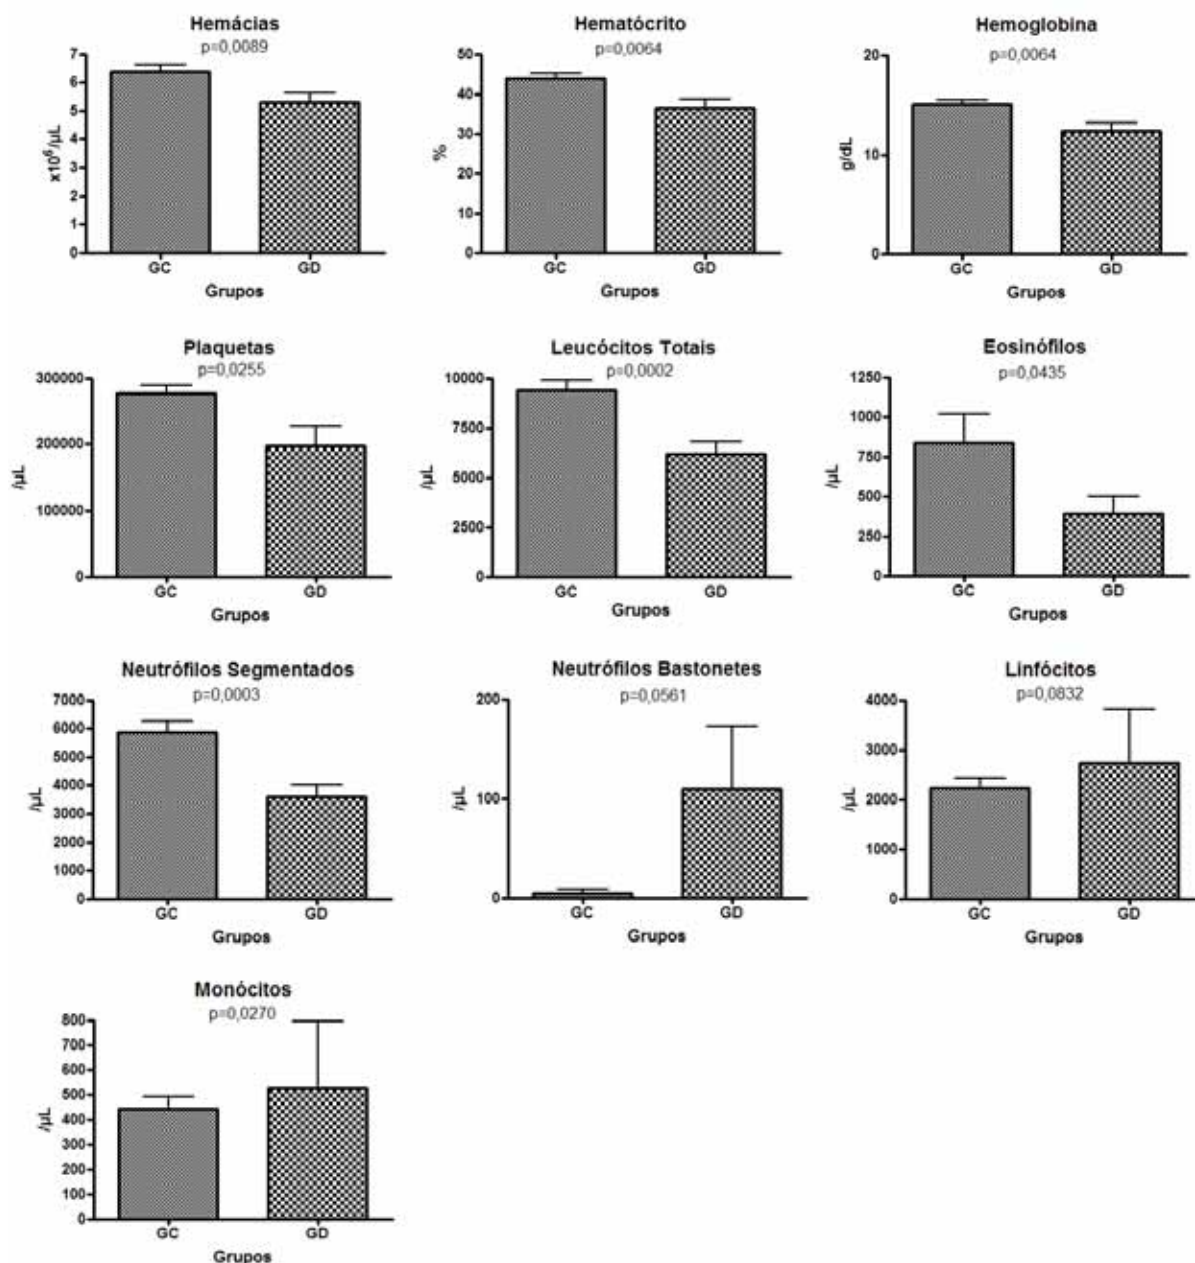 Hemácias
p=0,0089
7
6
5
4
3
2
1
0
x10⁶/µL
GC GD
Grupos
Hematócrito
p=0,0064
50
40
30
20
10
0
%
GC GD
Grupos
Hemoglobina
p=0,0064
20
10
0
g/dL
GC GD
Grupos
Plaquetas
p=0,0255
300000
200000
100000
0
/µL
GC GD
Grupos
Leucócitos Totais
p=0,0002
10000
7500
5000
2500
0
/µL
GC GD
Grupos
Eosinófilos
p=0,0435
1250
1000
750
500
250
0
/µL
GC GD
Grupos
Neutrófilos Segmentados
p=0,0003
7000
6000
5000
4000
3000
2000
1000
0
/µL
GC GD
Grupos
Neutrófilos Bastonetes
p=0,0561
200
100
0
/µL
GC GD
Grupos
Linfócitos
p=0,0832
4000
3000
2000
1000
0
/µL
GC GD
Grupos
Monócitos
p=0,0270
800
700
600
500
400
300
200
100
0
/µL
GC GD
Grupos